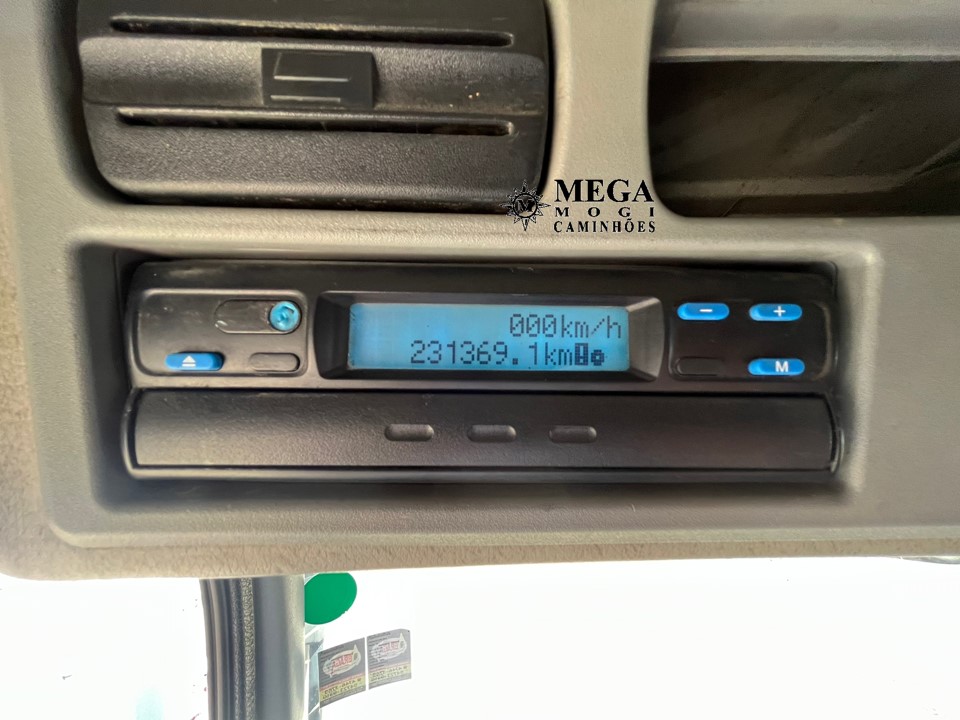 MEGA
MOGI
CAMINHÕES
000km/h
231369.1km
- +
M